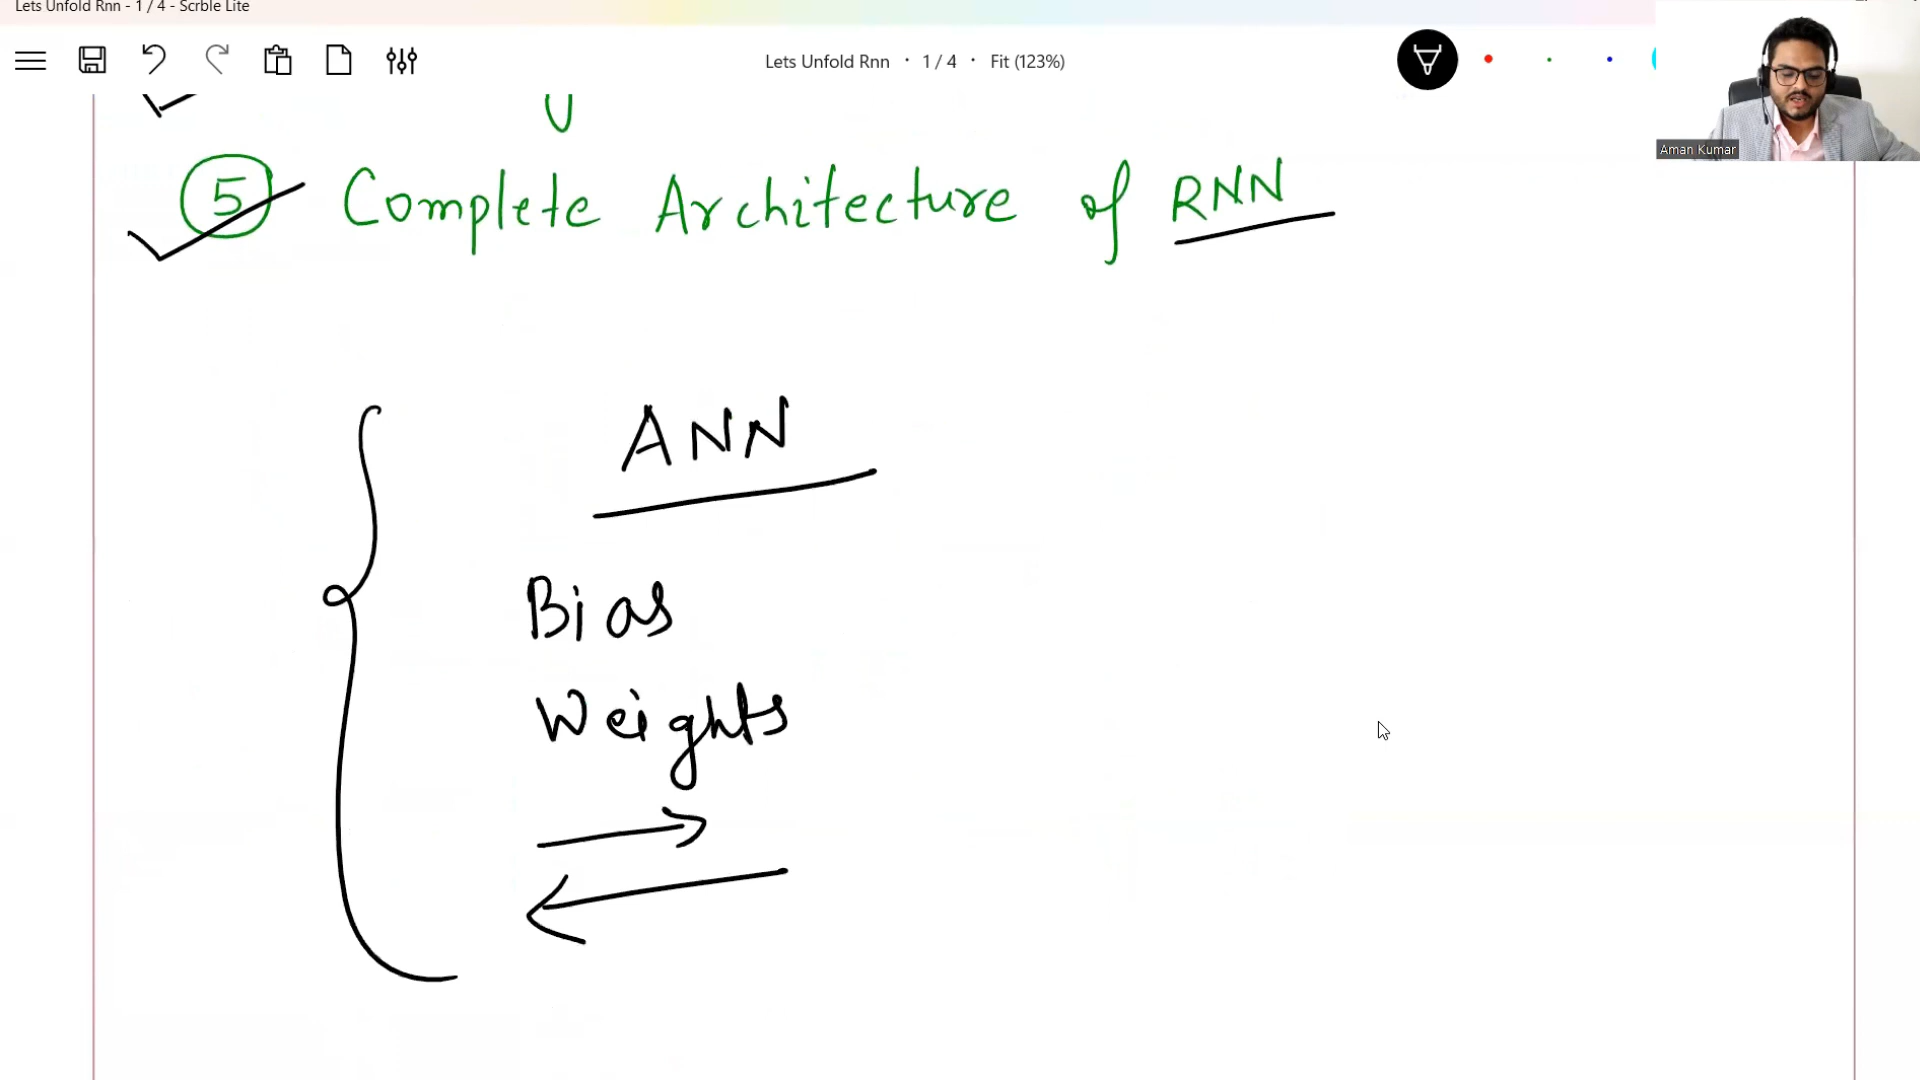 Lets Unfold Rnn - 1 / 4 - Scrble Lite
Lets Unfold Rnn · 1 / 4 · Fit (123%)
Aman Kumar
5 Complete Architecture of RNN
ANN
Bias
Weights